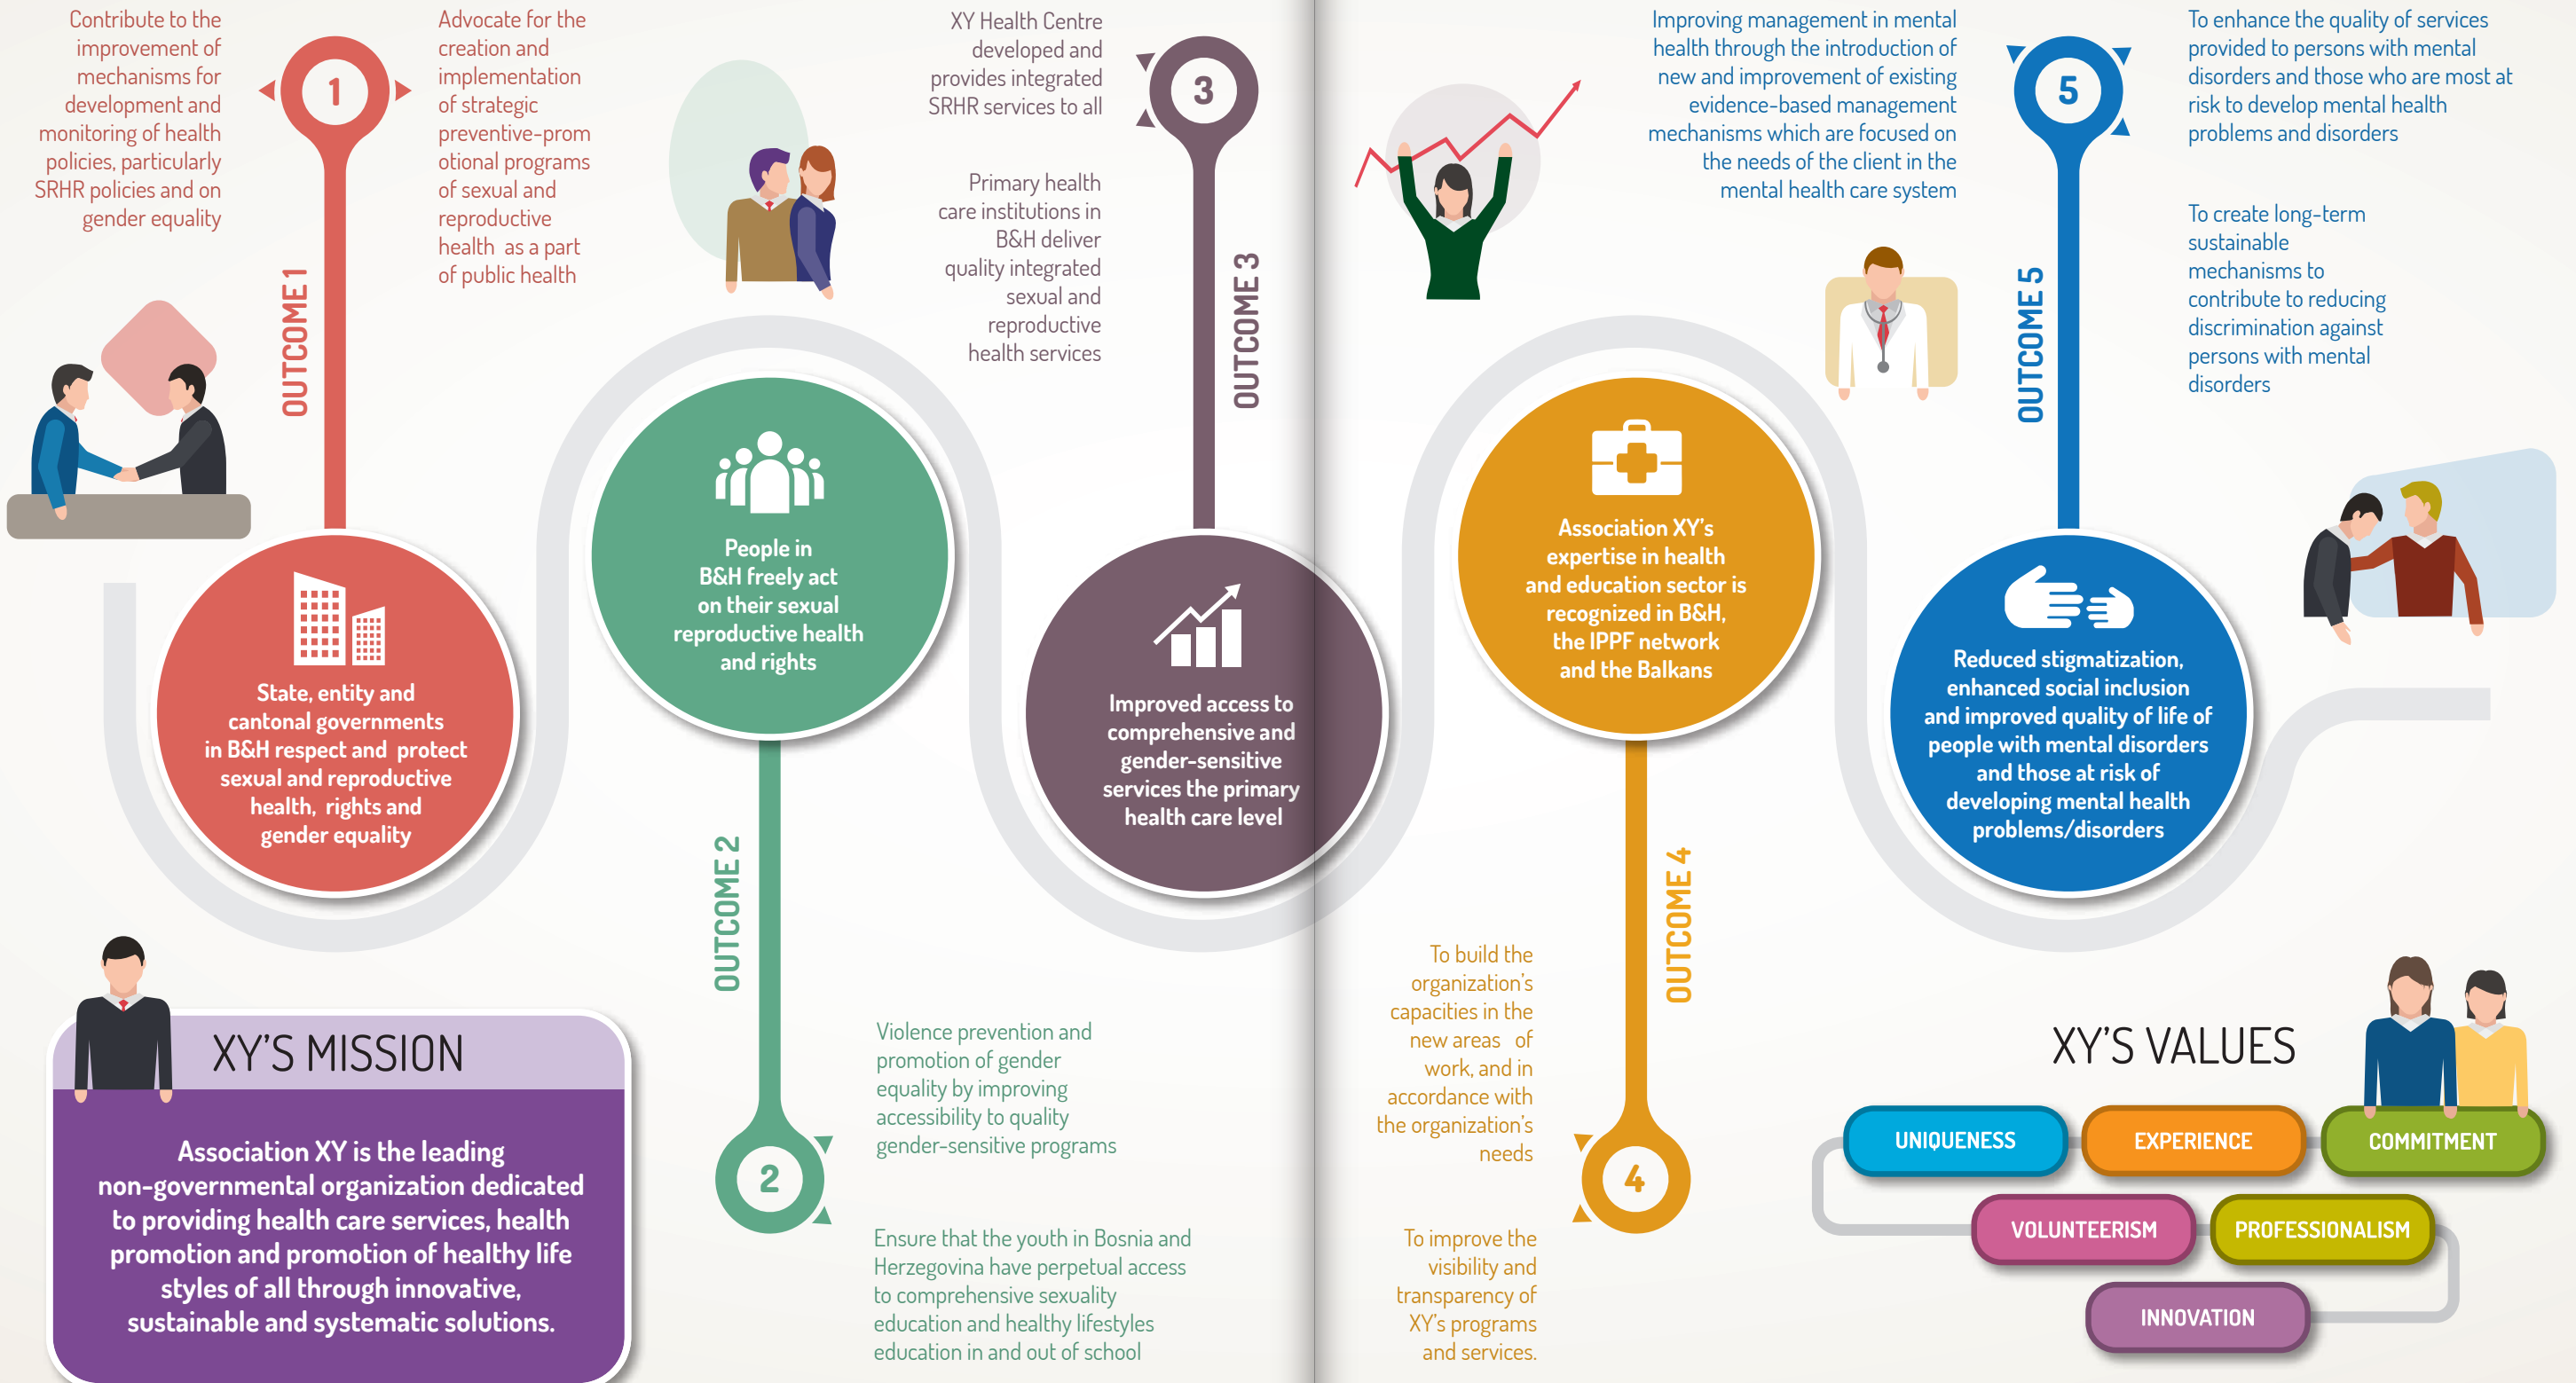 Contribute to the
improvement of
mechanisms for
development and
monitoring of health
policies, particularly
SRHR policies and on
gender equality
1
Advocate for the
creation and
implementation
of strategic
preventive-prom
otional programs
of sexual and
reproductive
health as a part
of public health
OUTCOME 1
State, entity and
cantonal governments
in B&H respect and protect
sexual and reproductive
health, rights and
gender equality
People in
B&H freely act
on their sexual
reproductive health
and rights
OUTCOME 2
2
Violence prevention and
promotion of gender
equality by improving
accessibility to quality
gender-sensitive programs
Ensure that the youth in Bosnia and
Herzegovina have perpetual access
to comprehensive sexuality
education and healthy lifestyles
education in and out of school
XY Health Centre
developed and
provides integrated
SRHR services to all
Primary health
care institutions in
B&H deliver
quality integrated
sexual and
reproductive
health services
3
OUTCOME 3
Improved access to
comprehensive and
gender-sensitive
services the primary
health care level
Association XY's
expertise in health
and education sector is
recognized in B&H,
the IPPF network
and the Balkans
OUTCOME 4
4
To build the
organization's
capacities in the
new areas of
work, and in
accordance with
the organization's
needs
To improve the
visibility and
transparency of
XY's programs
and services.
Improving management in mental
health through the introduction of
new and improvement of existing
evidence-based management
mechanisms which are focused on
the needs of the client in the
mental health care system
5
OUTCOME 5
To enhance the quality of services
provided to persons with mental
disorders and those who are most at
risk to develop mental health
problems and disorders
To create long-term
sustainable
mechanisms to
contribute to reducing
discrimination against
persons with mental
disorders
Reduced stigmatization,
enhanced social inclusion
and improved quality of life of
people with mental disorders
and those at risk of
developing mental health
problems/disorders
XY'S MISSION
Association XY is the leading
non-governmental organization dedicated
to providing health care services, health
promotion and promotion of healthy life
styles of all through innovative,
sustainable and systematic solutions.
XY'S VALUES
UNIQUENESS
EXPERIENCE
COMMITMENT
VOLUNTEERISM
PROFESSIONALISM
INNOVATION